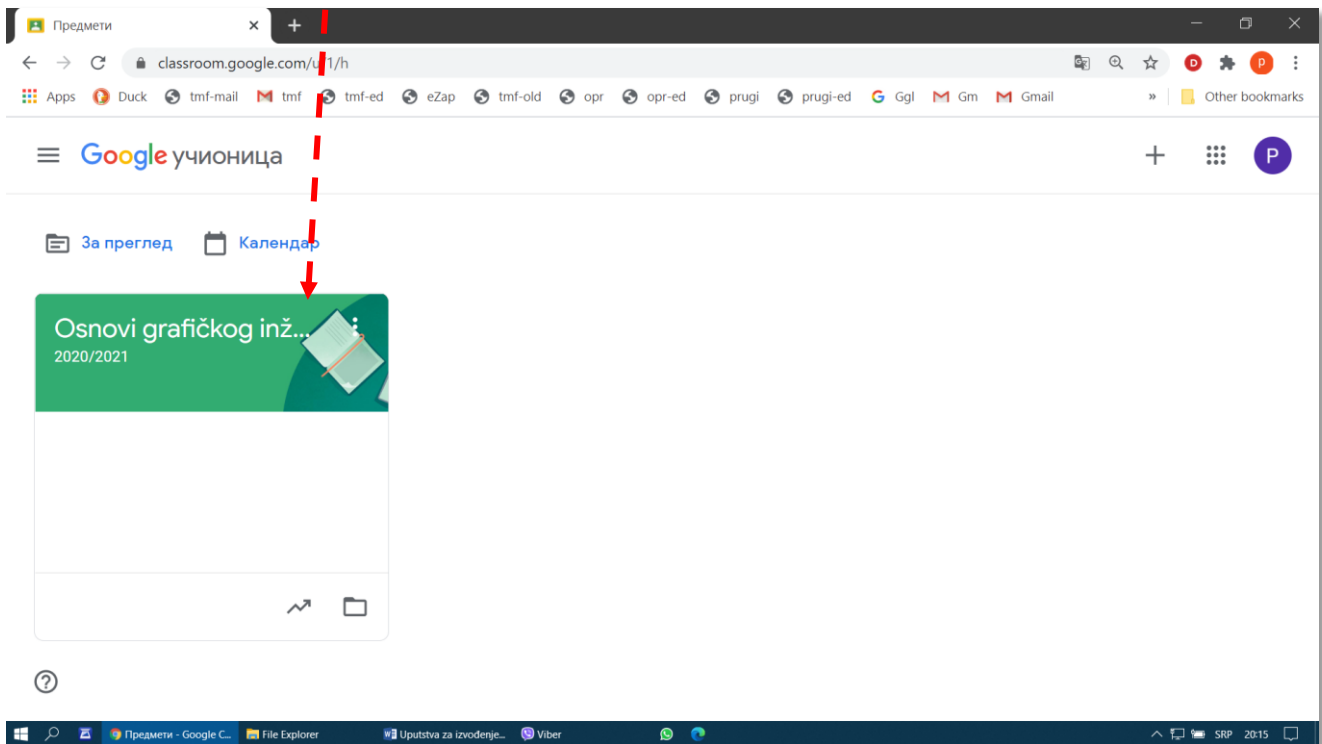 Предмети
classroom.google.com/u/1/h
Apps Duck tmf-mail tmf tmf-ed eZap tmf-old opr opr-ed prugi prugi-ed Ggl Gm Gmail » Other bookmarks
Google учионица
P
За преглед Календар
Osnovi grafičkog inž...
2020/2021
Предмети - Google C... File Explorer Uputstva za izvođenje... Viber SRP 20:15